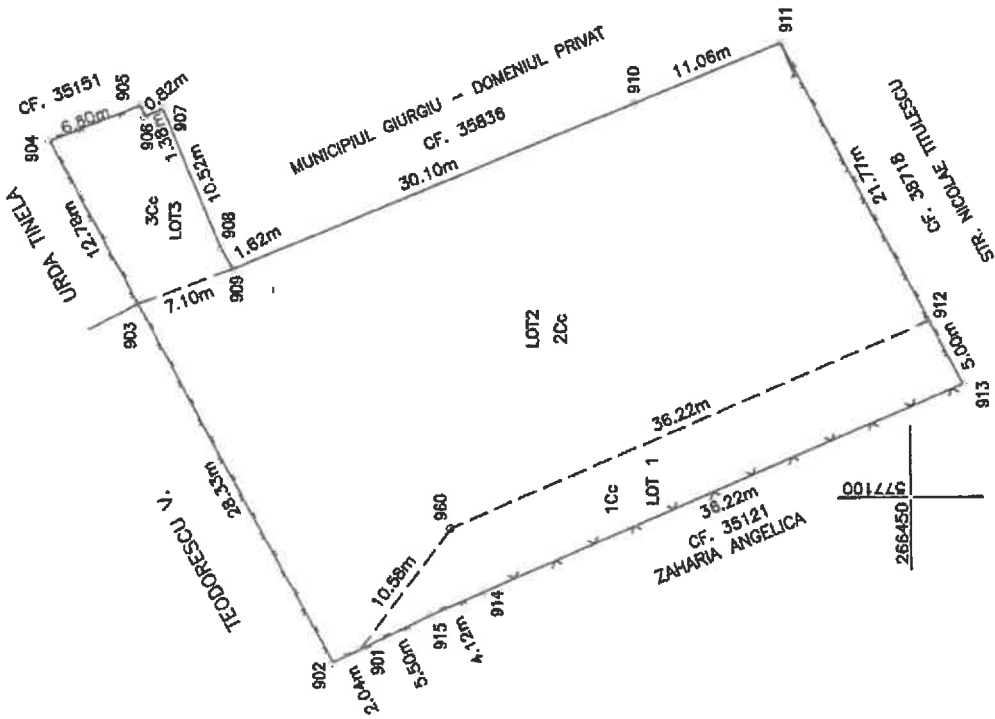 904
CF. 35151
6.80m
905
0.82m
906
1.38m
907
URDA TINELA
12.78m
3Cc
LOT3
10.52m
908
1.62m
909
7.10m
903
MUNICIPIUL GIURGIU - DOMENIUL PRIVAT
CF. 35836
30.10m
910
11.06m
911
TEODORESCU V.
28.33m
LOT2
2Cc
21.77m
CF. 38718
STR. NICOLAE TITULESCU
912
5.00m
913
36.22m
960
10.58m
1Cc
LOT 1
36.22m
CF. 35121
ZAHARIA ANGELICA
902
2.04m
901
5.50m
915
4.12m
914
577100
266450